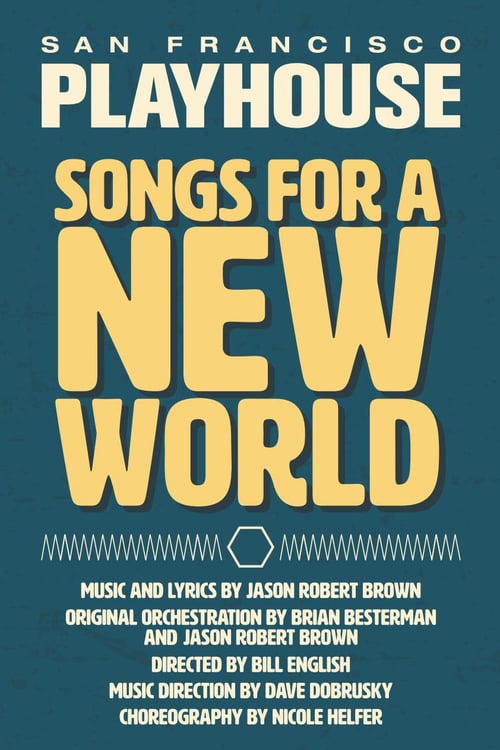 SAN FRANCISCO
PLAYHOUSE
SONGS FOR A
NEW
WORLD
MUSIC AND LYRICS BY JASON ROBERT BROWN
ORIGINAL ORCHESTRATION BY BRIAN BESTERMAN
AND JASON ROBERT BROWN
DIRECTED BY BILL ENGLISH
MUSIC DIRECTION BY DAVE DOBRUSKY
CHOREOGRAPHY BY NICOLE HELFER